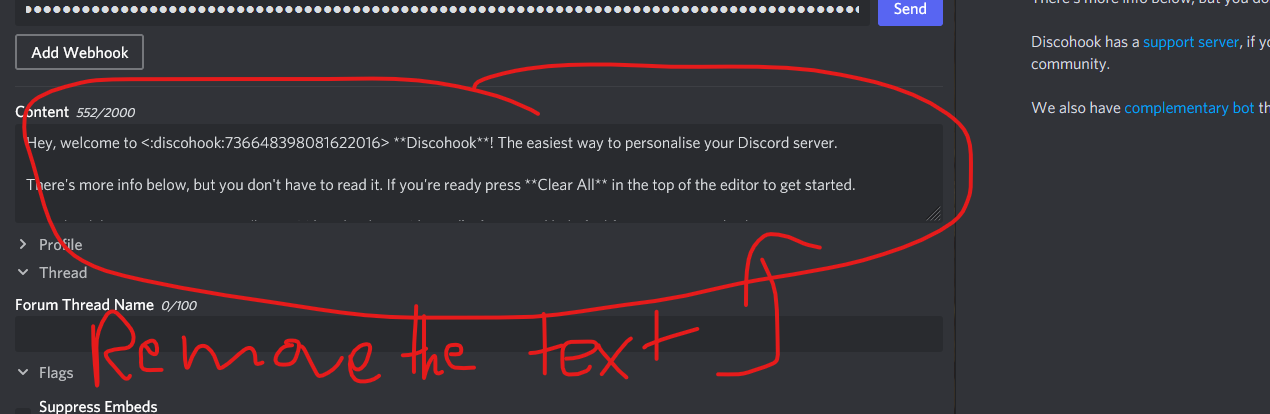 There's more info below, but you do
Send
Discohook has a support server, if yo
community.
Add Webhook
We also have complementary bot th
Content 552/2000
Hey, welcome to <:discohook:736648398081622016> **Discohook**! The easiest way to personalise your Discord server.
There's more info below, but you don't have to read it. If you're ready press **Clear All** in the top of the editor to get started.
Profile
Thread
Forum Thread Name 0/100
Remove the text
Flags
Suppress Embeds